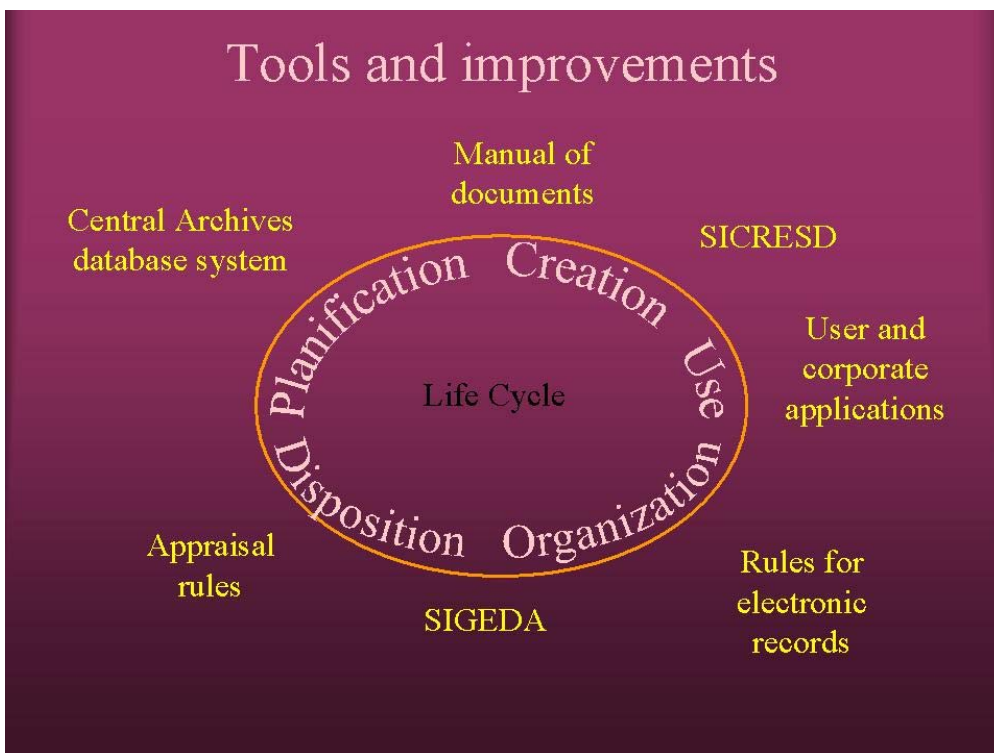 Tools and improvements
Manual of
documents
Central Archives
database system
SICRESD
Planification
Creation
Use
User and
corporate
applications
Life Cycle
Disposition
Organization
Appraisal
rules
SIGEDA
Rules for
electronic
records